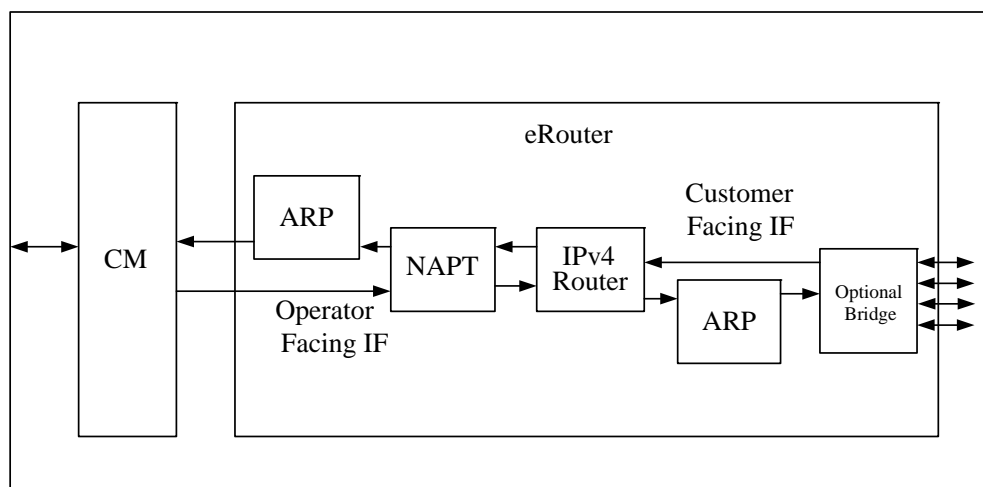 eRouter
CM
ARP
NAPT
IPv4
Router
Customer
Facing IF
Operator
Facing IF
ARP
Optional
Bridge